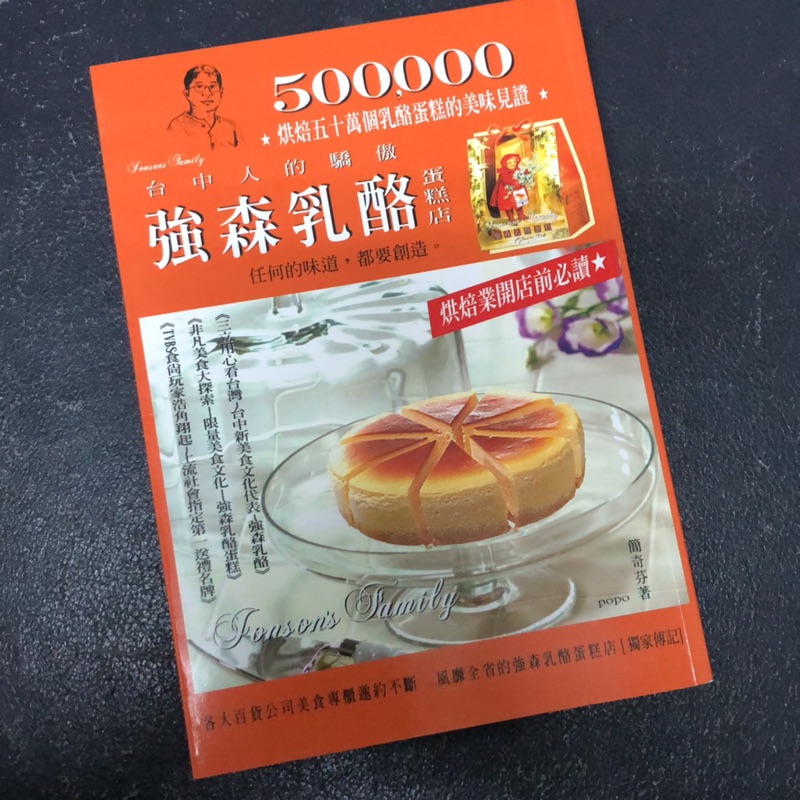 500,000
★ 烘焙五十萬個乳酪蛋糕的美味見證 ★
Jonson's Family
台中人的驕傲
強森乳酪蛋糕店
任何的味道，都要創造。
烘焙業開店前必讀★
《三立用心看台灣—台中新美食文化代表—強森乳酪》
《非凡美食大探索—限量美食文化—強森乳酪蛋糕》
《TVBS食尚玩家浩角翔起—上流社會指定第一送禮名牌》
簡奇芬著
popo
Jonson's Family
各大百貨公司美食專櫃邀約不斷 風靡全省的強森乳酪蛋糕店［獨家傳記］